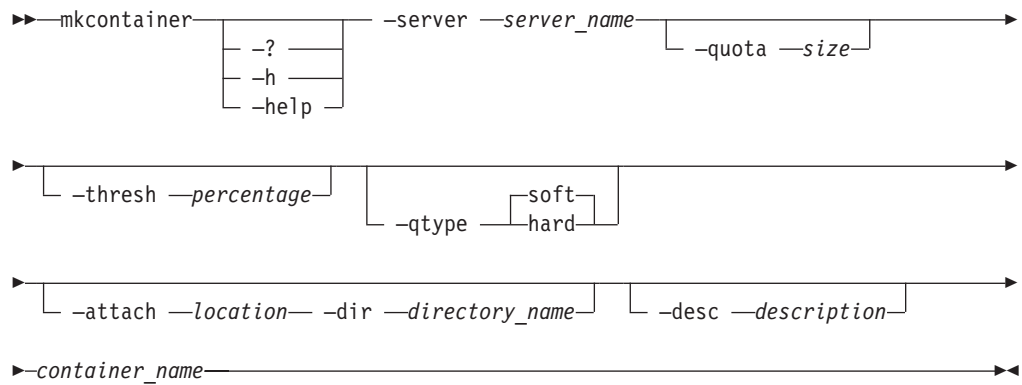 mkcontainer –server server_name
–? –quota size
–h
–help
–thresh percentage soft
–qtype hard
–attach location –dir directory_name –desc description
container_name